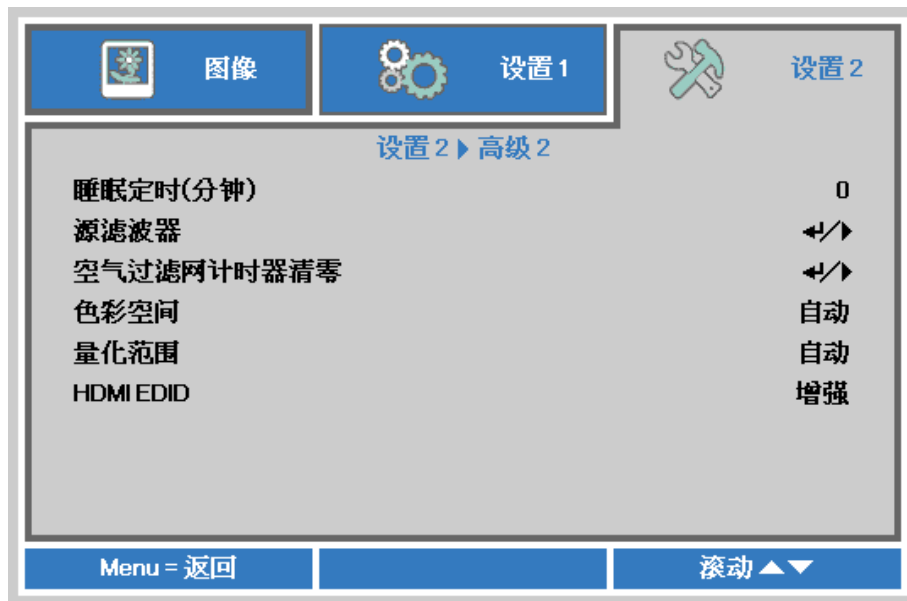 图像
设置 1
设置 2
设置 2 ▶ 高级 2
睡眠定时(分钟) 0
源滤波器
空气过滤网计时器清零
色彩空间 自动
量化范围 自动
HDMI EDID 增强
Menu = 返回
滚动 ▲▼